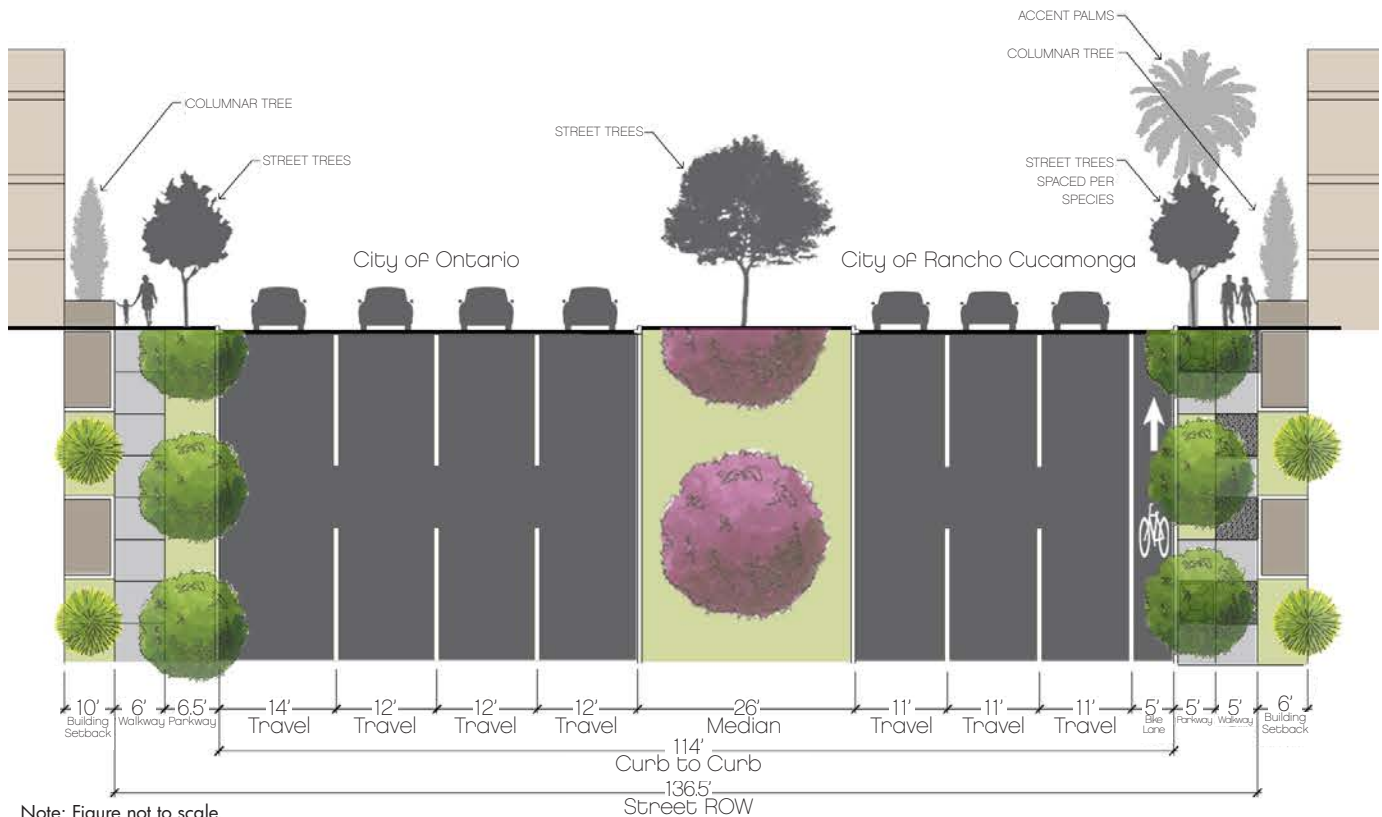 ACCENT PALMS
COLUMNAR TREE
COLUMNAR TREE
STREET TREES
STREET TREES
STREET TREES
SPACED PER
SPECIES
City of Ontario
City of Rancho Cucamonga
10'
Building
Setback
6'
Walkway
6.5'
Parkway
14'
Travel
12'
Travel
12'
Travel
12'
Travel
26'
Median
11'
Travel
11'
Travel
11'
Travel
5'
Bike
Lane
5'
Parkway
5'
Walkway
6'
Building
Setback
114'
Curb to Curb
136.5'
Street ROW
Note: Figure not to scale